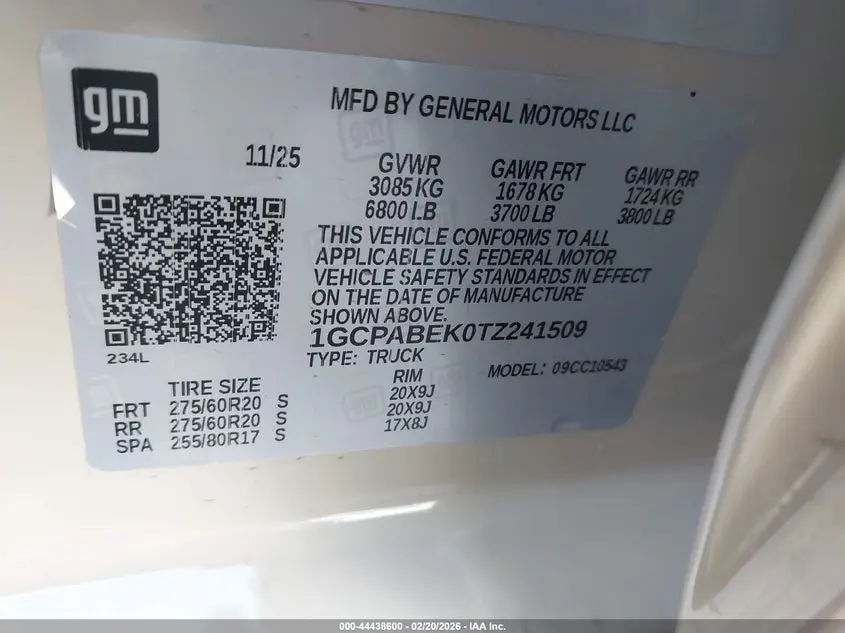 gm
MFD BY GENERAL MOTORS LLC
11/25
GVWR GAWR FRT GAWR RR
3085 KG 1678 KG 1724 KG
6800 LB 3700 LB 3800 LB
THIS VEHICLE CONFORMS TO ALL
APPLICABLE U.S. FEDERAL MOTOR
VEHICLE SAFETY STANDARDS IN EFFECT
ON THE DATE OF MANUFACTURE
SHOWN ABOVE.
1GCPABEK0TZ241509
234L
TYPE: TRUCK MODEL: 09CC10543
TIRE SIZE RIM
FRT 275/60R20 S 20X9J
RR 275/60R20 S 20X9J
SPA 255/80R17 S 17X8J
000-44438600 — 02/20/2026 — IAA Inc.